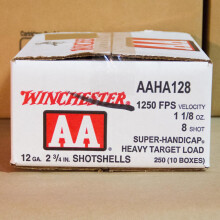 AAHA128
WINCHESTER
1250 FPS VELOCITY
1 1/8 oz.
8 SHOT
AA
SUPER-HANDICAP®
HEAVY TARGET LOAD
12 GA. 2 3/4 in. SHOTSHELLS
250 (10 BOXES)